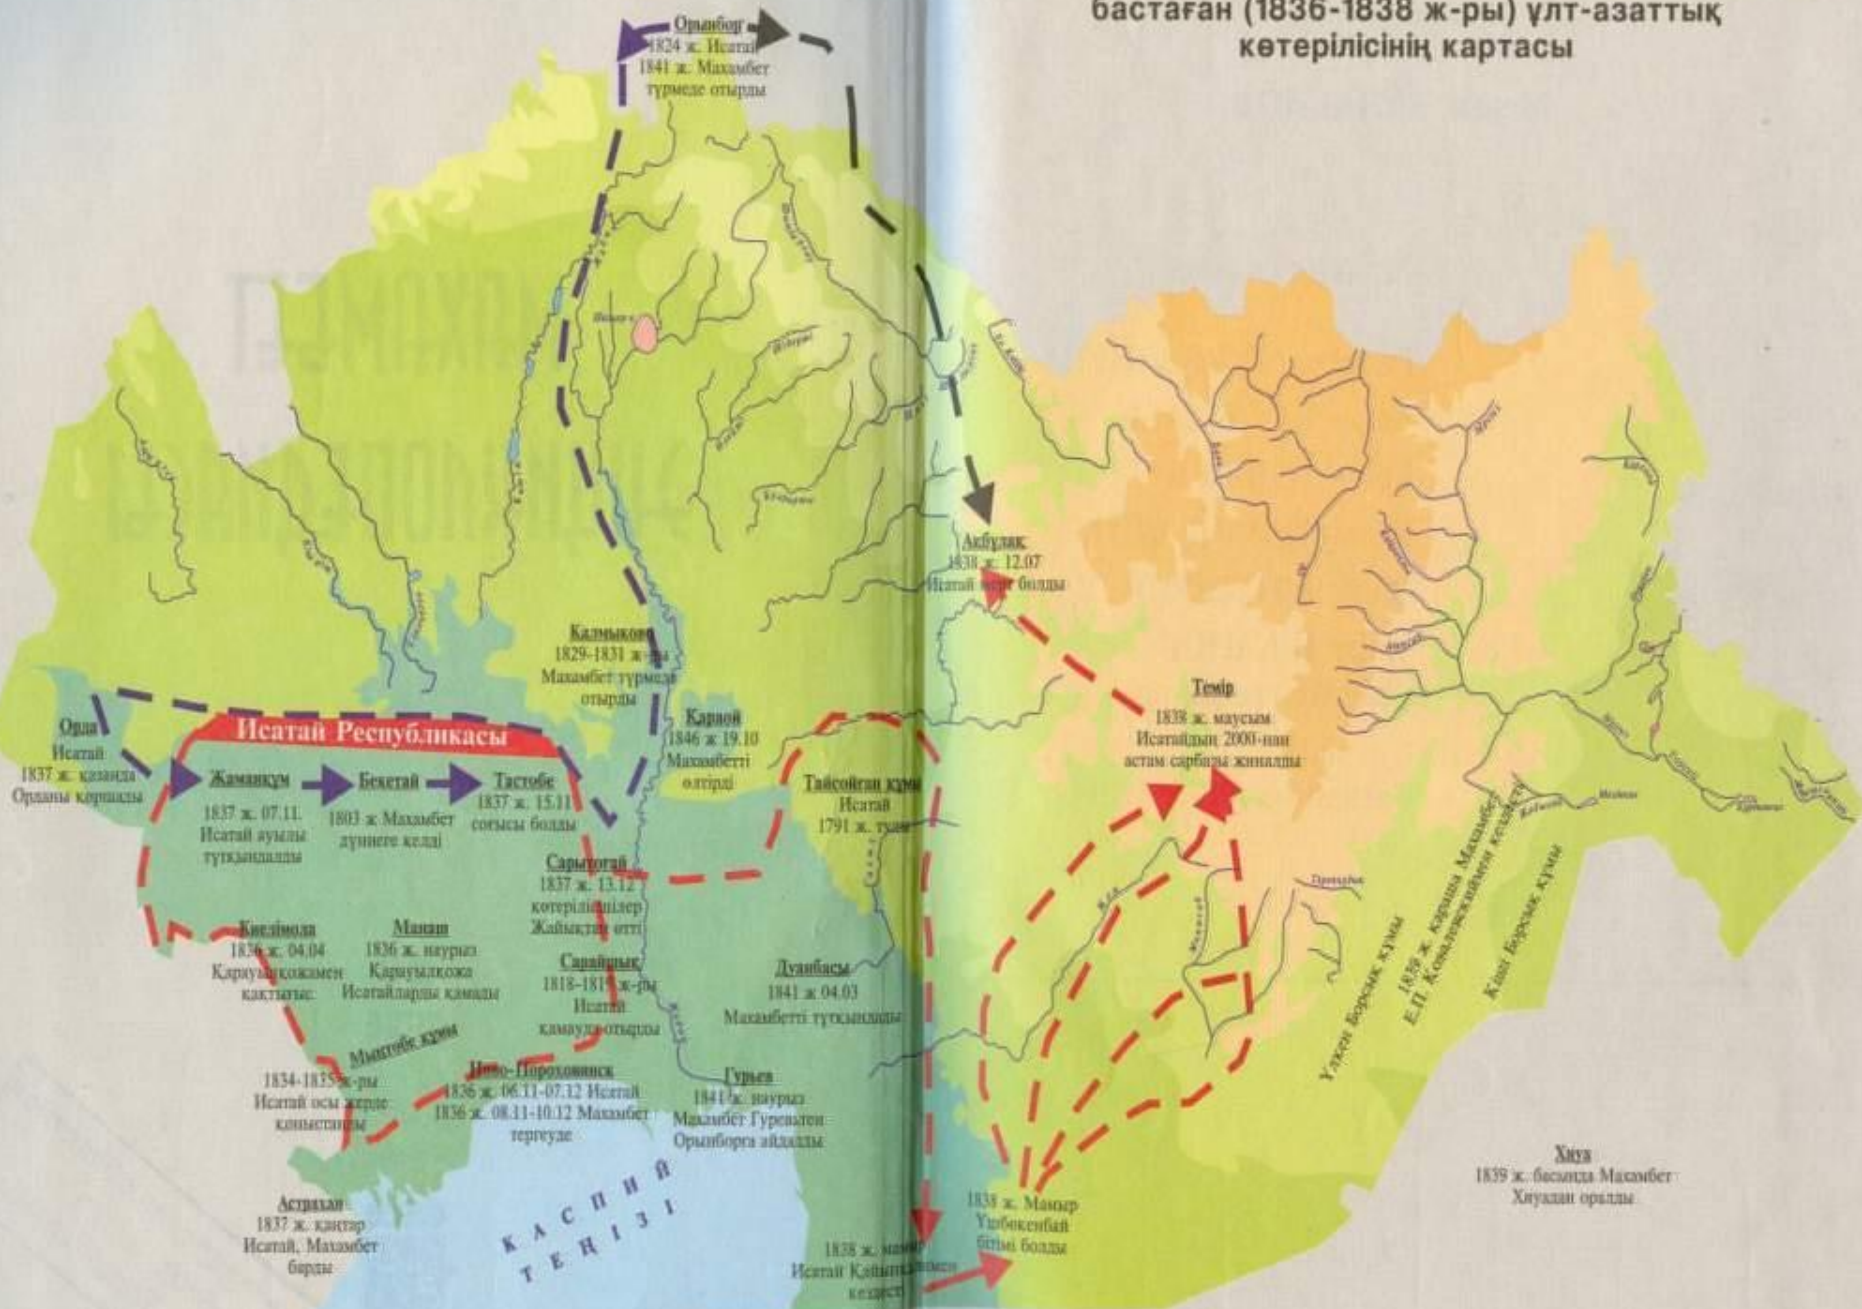 бастаған (1836-1838 ж-ры) ұлт-азаттық
көтерілісінің картасы
Орынбор
1824 ж. Исатай
1841 ж. Махамбет
түрмеде отырды
Ақбұлақ
1838 ж. 12.07
Исатай мерт болды
Калмыково
1829-1831 ж-ры
Махамбет түрмеде
отырды
Қараой
1846 ж 19.10
Махамбетті
өлтірді
Темір
1838 ж. маусым
Исатайдың 2000-нан
астам сарбазы жиналды
Орда
Исатай
1837 ж. қазанда
Орданы қоршады
Исатай Республикасы
Жаманқұм
1837 ж. 07.11.
Исатай ауылы
тұтқындалды
Бекетай
1803 ж Махамбет
дүниеге келді
Тастөбе
1837 ж. 15.11
соғысы болды
Тайсойған құмы
Исатай
1791 ж. туды
Сарытоғай
1837 ж. 13.12
көтерілісшілер
Жайықтан өтті
Киелімола
1836 ж. 04.04
Қарауылқожамен
қақтығыс
Манаш
1836 ж. наурыз
Қарауылқожа
Исатайларды қамады
Сарайшық
1818-1819 ж-ры
Исатай
қамауда отырды
Дуанбасы
1841 ж 04.03
Махамбетті тұтқындады
Мыңтөбе құмы
1834-1835 ж-ры
Исатай осы жерде
қоныстанды
Ново-Пороховинск
1836 ж. 06.11-07.12 Исатай
1836 ж. 08.11-10.12 Махамбет
тергеуде
Гурьев
1841 ж. наурыз
Махамбет Гурьевтен
Орынборға айдалды
Үлкен Борсық құмы
1839 ж. қараша Махамбет
Е.П. Ковалевскаймен кездесті
Кіші Борсық құмы
Астрахан
1837 ж. қаңтар
Исатай, Махамбет
барды
КАСПИЙ
ТЕҢІЗІ
1838 ж. Мамыр
Үшбекенбай
бітімі болды
1838 ж. мамыр
Исатай Қайыпқалимен
кездесті
Хиуа
1839 ж. басында Махамбет
Хиуадан оралды